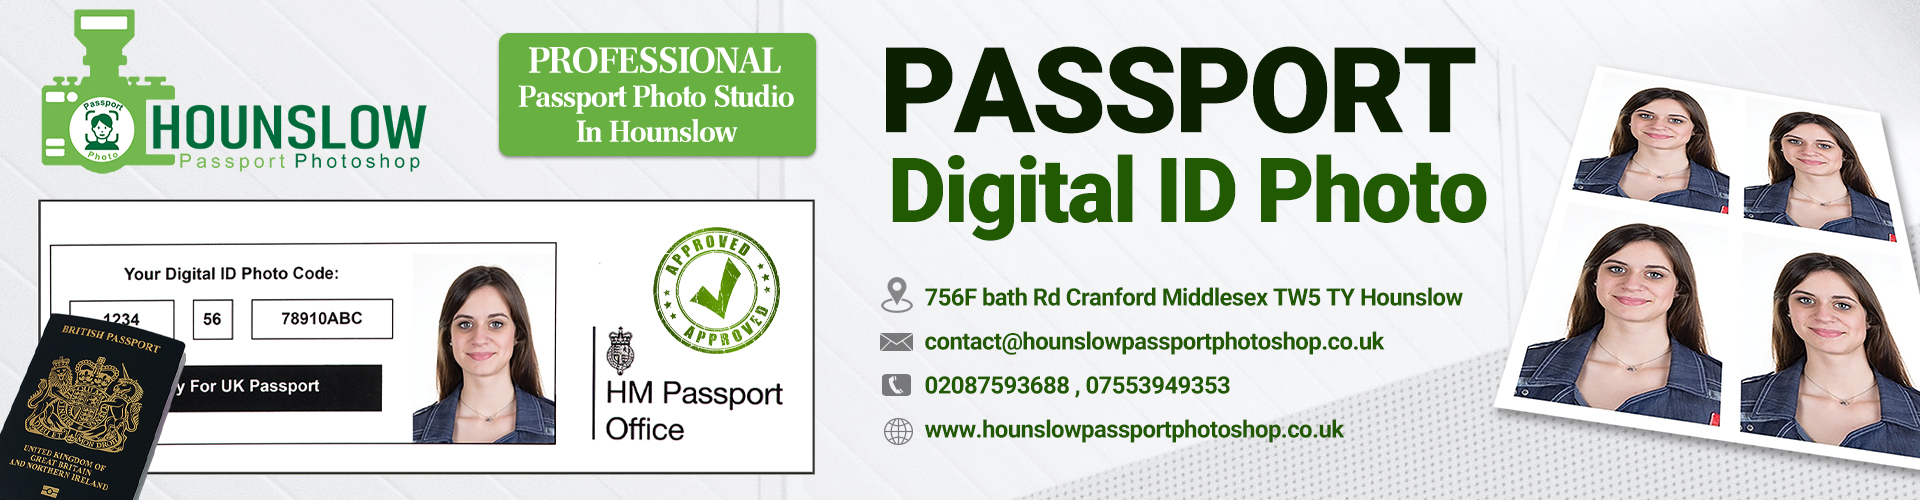 Passport
Photo
HOUNSLOW
Passport Photoshop
PROFESSIONAL
Passport Photo Studio
In Hounslow
Your Digital ID Photo Code:
1234
56
78910ABC
y For UK Passport
BRITISH PASSPORT
UNITED KINGDOM OF
GREAT BRITAIN
AND NORTHERN IRELAND
APPROVED
APPROVED
HM Passport
Office
PASSPORT
Digital ID Photo
756F bath Rd Cranford Middlesex TW5 TY Hounslow
contact@hounslowpassportphotoshop.co.uk
02087593688 , 07553949353
www.hounslowpassportphotoshop.co.uk